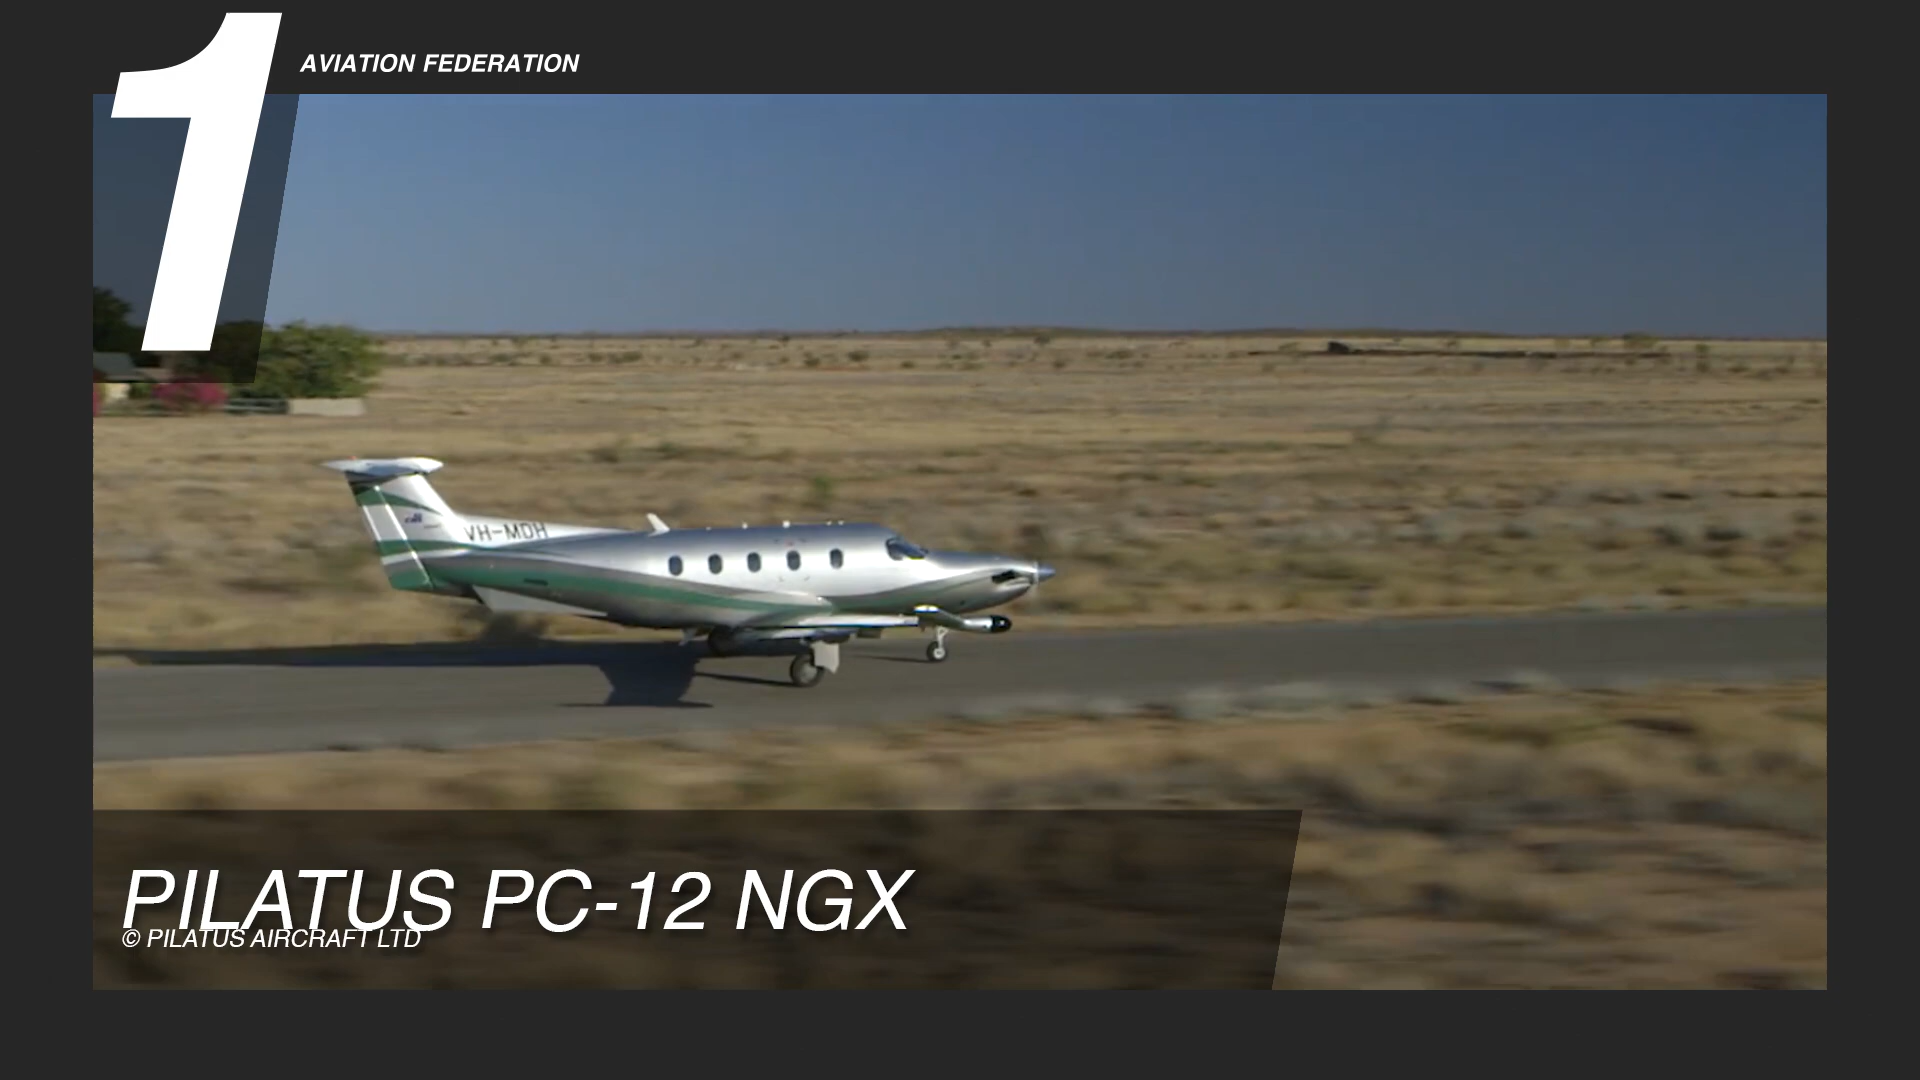 1
AVIATION FEDERATION
VH-MDH
PILATUS PC-12 NGX
© PILATUS AIRCRAFT LTD